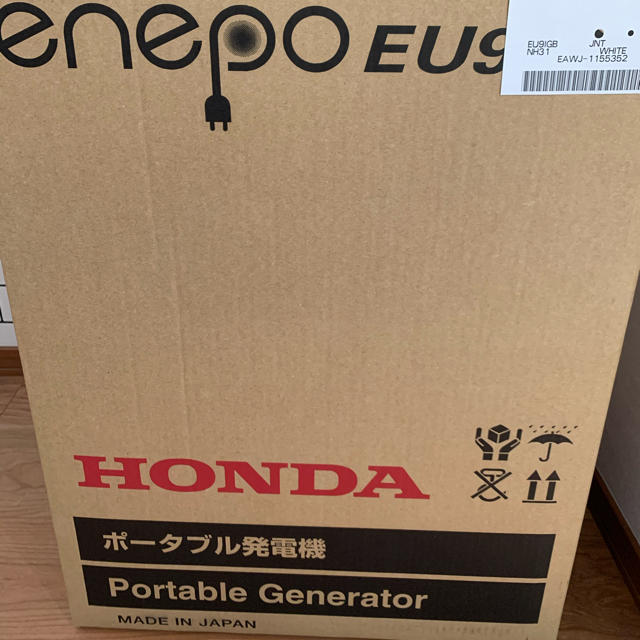 enepo EU9
EU9IGB JNT
NH31 WHITE
EAWJ-1155352
HONDA
ポータブル発電機
Portable Generator
MADE IN JAPAN